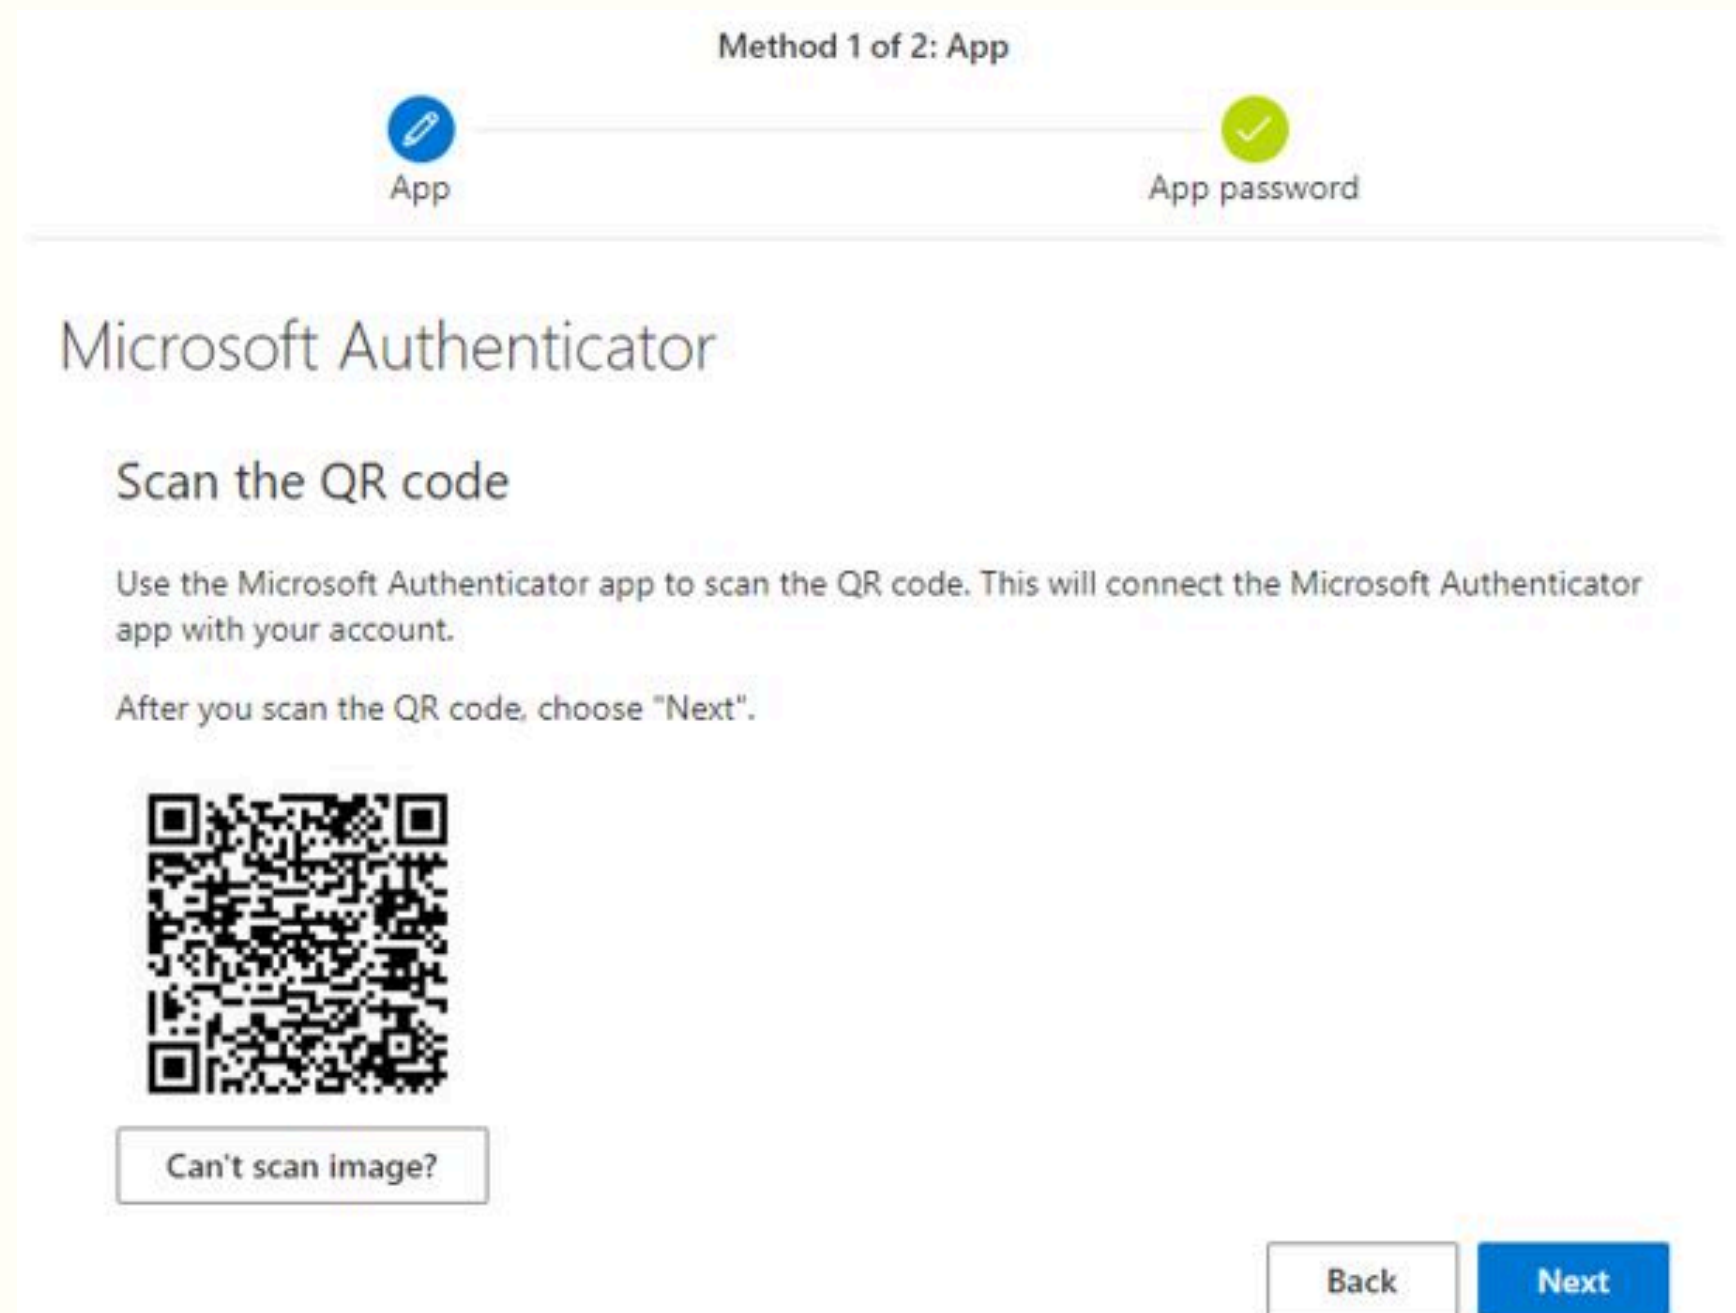 Method 1 of 2: App
App
App password
Microsoft Authenticator
Scan the QR code
Use the Microsoft Authenticator app to scan the QR code. This will connect the Microsoft Authenticator
app with your account.
After you scan the QR code, choose "Next".
Can't scan image?
Back
Next